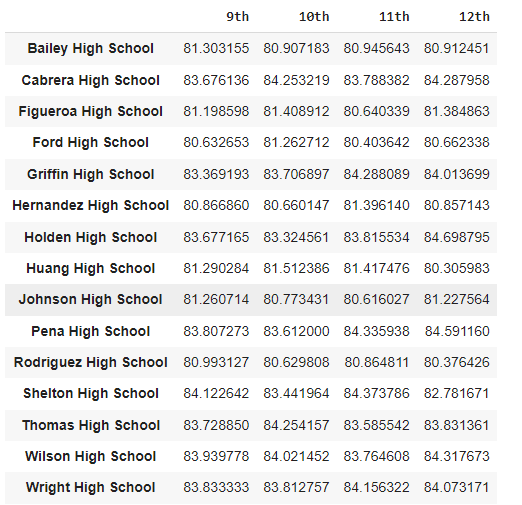 9th 10th 11th 12th
Bailey High School 81.303155 80.907183 80.945643 80.912451
Cabrera High School 83.676136 84.253219 83.788382 84.287958
Figueroa High School 81.198598 81.408912 80.640339 81.384863
Ford High School 80.632653 81.262712 80.403642 80.662338
Griffin High School 83.369193 83.706897 84.288089 84.013699
Hernandez High School 80.866860 80.660147 81.396140 80.857143
Holden High School 83.677165 83.324561 83.815534 84.698795
Huang High School 81.290284 81.512386 81.417476 80.305983
Johnson High School 81.260714 80.773431 80.616027 81.227564
Pena High School 83.807273 83.612000 84.335938 84.591160
Rodriguez High School 80.993127 80.629808 80.864811 80.376426
Shelton High School 84.122642 83.441964 84.373786 82.781671
Thomas High School 83.728850 84.254157 83.585542 83.831361
Wilson High School 83.939778 84.021452 83.764608 84.317673
Wright High School 83.833333 83.812757 84.156322 84.073171